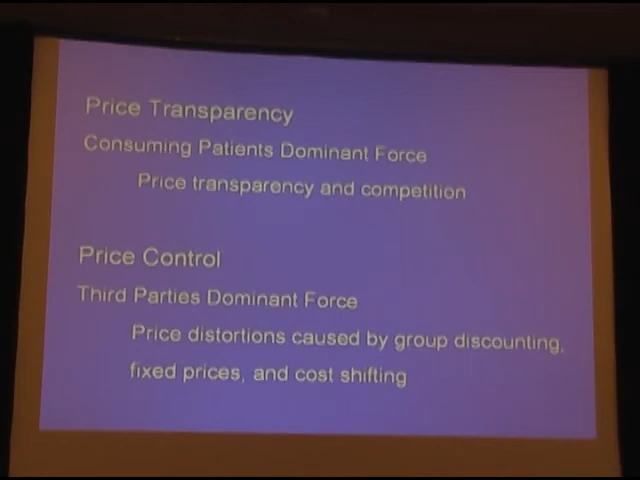 Price Transparency
Consuming Patients Dominant Force
Price transparency and competition
Price Control
Third Parties Dominant Force
Price distortions caused by group discounting,
fixed prices, and cost shifting